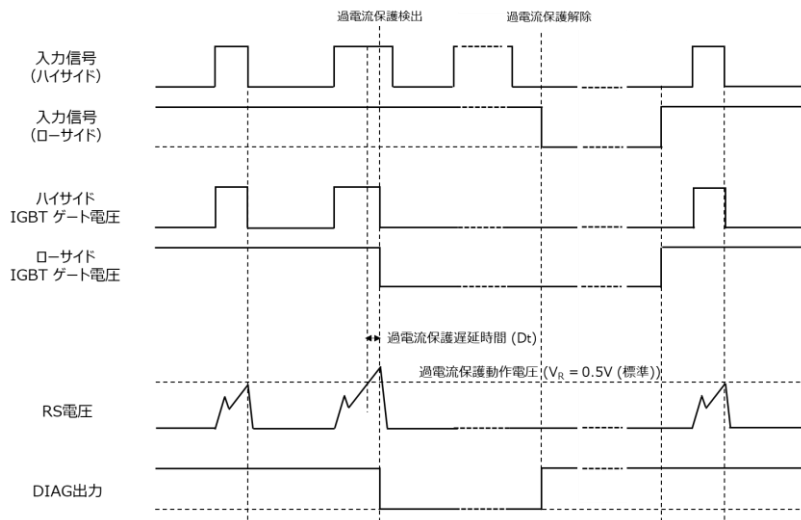 過電流保護検出
過電流保護解除
入力信号
(ハイサイド)
入力信号
(ローサイド)
ハイサイド
IGBT ゲート電圧
ローサイド
IGBT ゲート電圧
過電流保護遅延時間 (Dt)
過電流保護動作電圧 (VR = 0.5V (標準))
RS電圧
DIAG出力